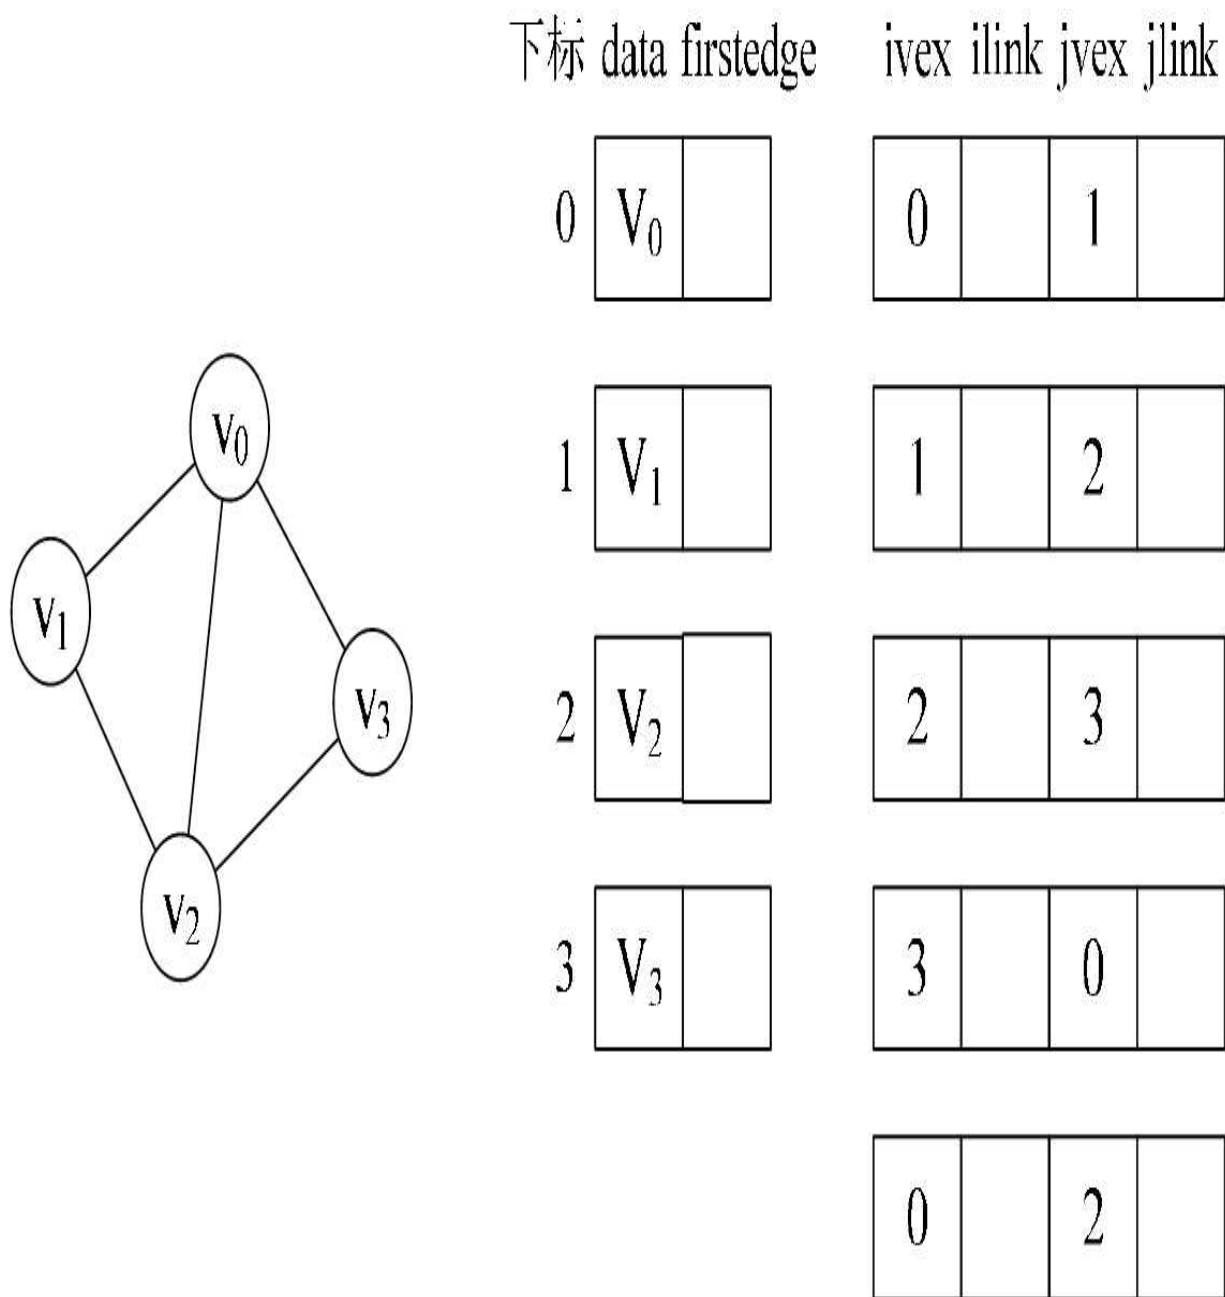 下标 data firstedge ivex ilink jvex jlink
0 V0 0 1
v0
1 V1 1 2
v1
2 V2 2 3
v3
v2
3 V3 3 0
0 2